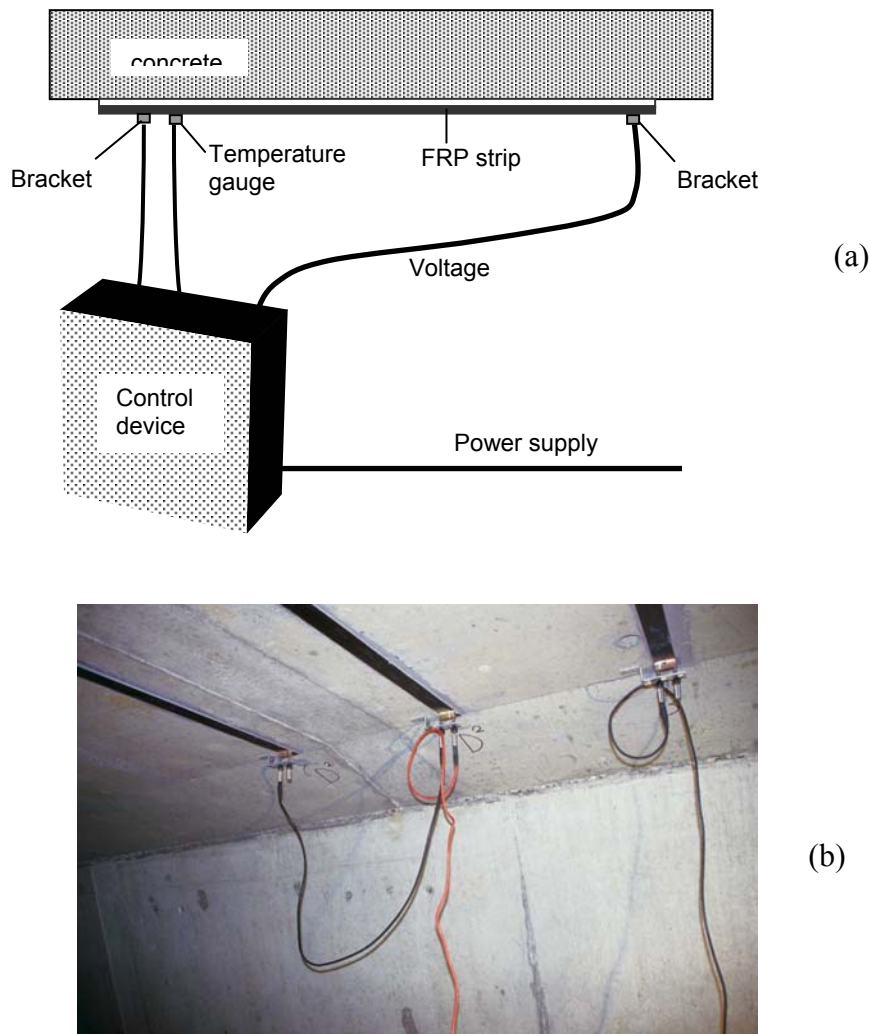 concrete
Bracket
Temperature
gauge
FRP strip
Bracket
Voltage
(a)
Control
device
Power supply
(b)